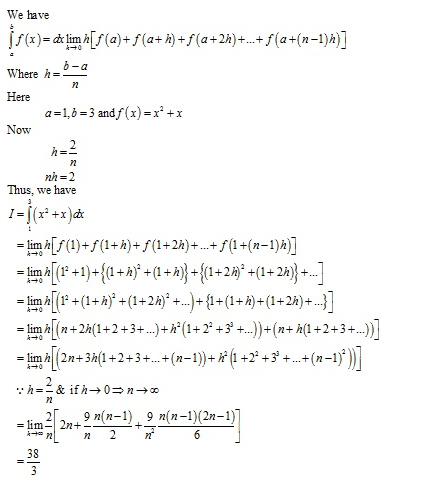 We have
∫_a^b f(x) = dx lim_{h→0} h[f(a)+f(a+h)+f(a+2h)+...+f(a+(n−1)h)]
Where h = (b−a)/n
Here
a=1, b=3 and f(x)=x²+x
Now
h = 2/n
nh=2
Thus, we have
I = ∫_1^3 (x²+x)dx
= lim_{h→0} h[f(1)+f(1+h)+f(1+2h)+...+f(1+(n−1)h)]
= lim_{h→0} h[(1²+1)+{(1+h)²+(1+h)}+{(1+2h)²+(1+2h)}+...]
= lim_{h→0} h[(1²+(1+h)²+(1+2h)²+...)+{1+(1+h)+(1+2h)+...}]
= lim_{h→0} h[(n+2h(1+2+3+...)+h²(1+2²+3³+...))+(n+h(1+2+3+...))]
= lim_{h→0} h[(2n+3h(1+2+3+...+(n−1))+h²(1+2²+3³+...+(n−1)²))]
∵ h = 2/n & if h→0⇒n→∞
= lim_{h→∞} 2/n [2n + 9/n n(n−1)/2 + 9/n² n(n−1)(2n−1)/6]
= 38/3